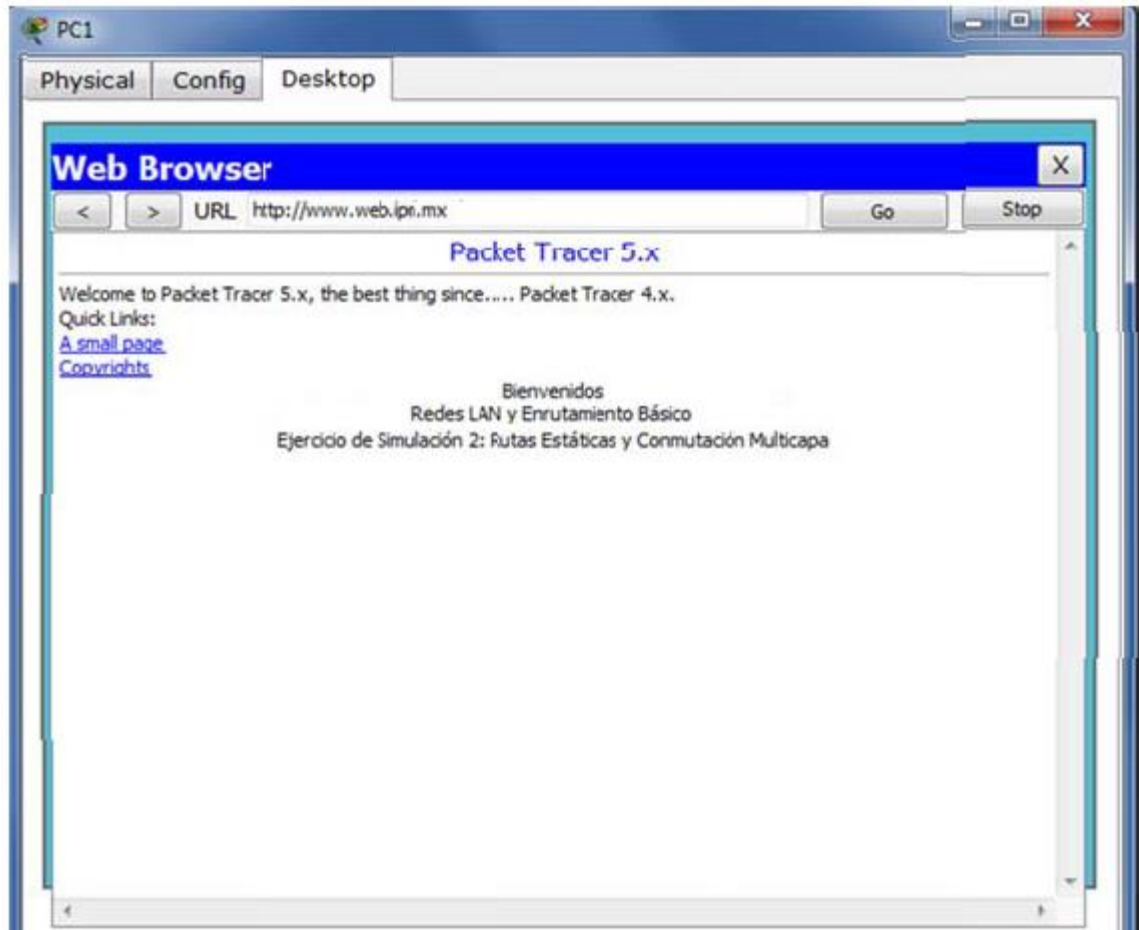 PC1
Physical Config Desktop
Web Browser X
< > URL http://www.web.ipn.mx Go Stop
Packet Tracer 5.x
Welcome to Packet Tracer 5.x, the best thing since..... Packet Tracer 4.x.
Quick Links:
A small page
Copyrights
Bienvenidos
Redes LAN y Enrutamiento Básico
Ejercicio de Simulación 2: Rutas Estáticas y Conmutación Multicapa